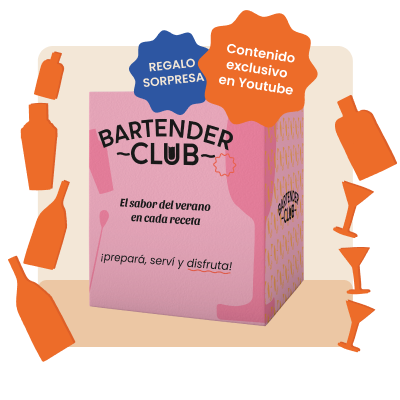 REGALO
SORPRESA
Contenido
exclusivo
en Youtube
BARTENDER
~CLUB~
El sabor del verano
en cada receta
¡prepará, serví y disfruta!
BARTENDER
~CLUB~